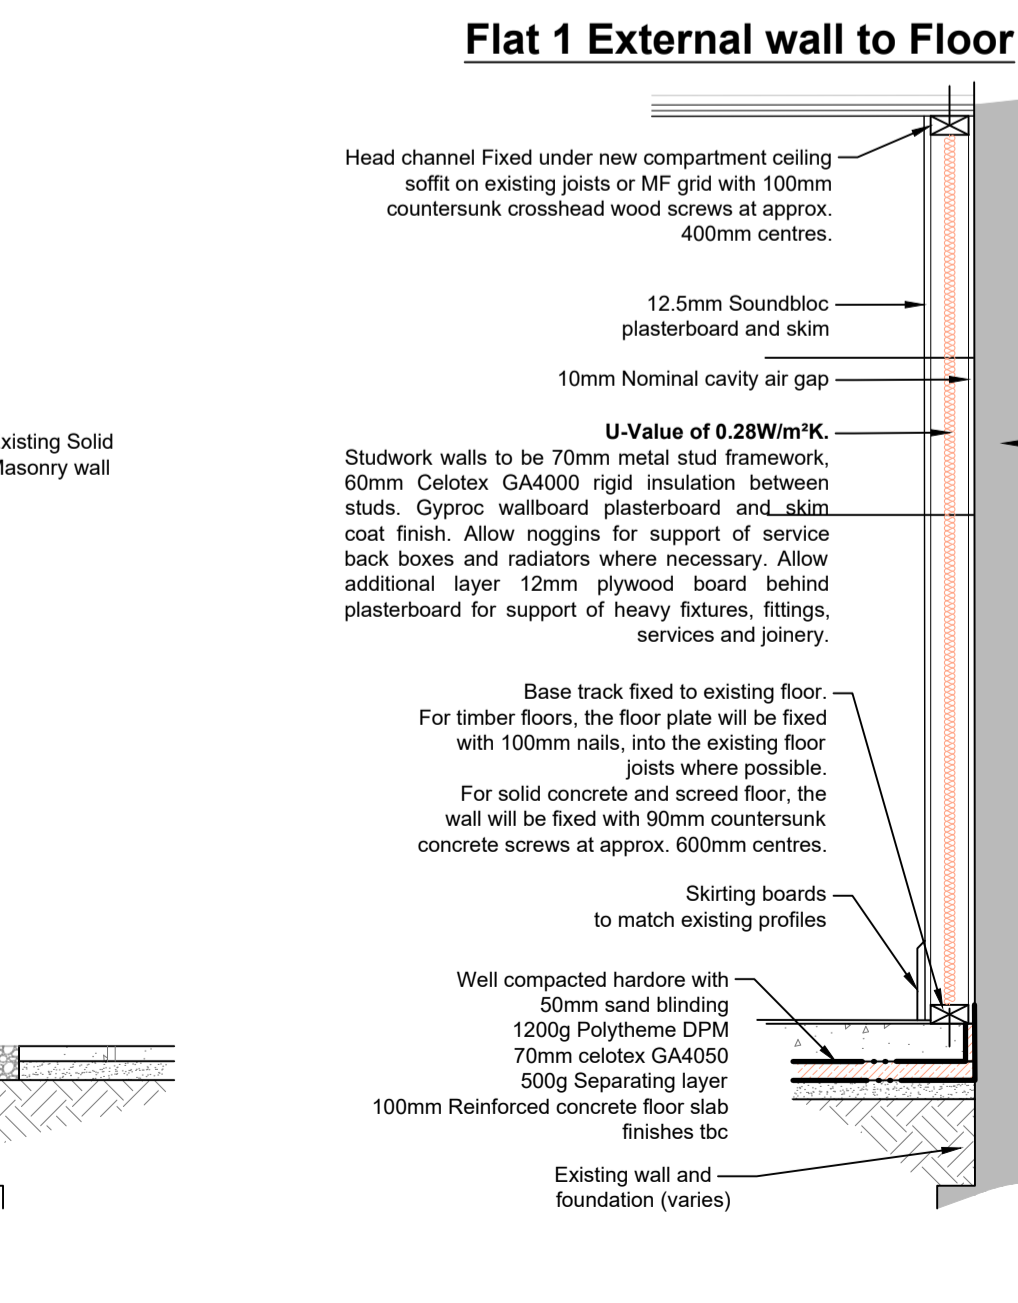 Flat 1 External wall to Floor
Head channel Fixed under new compartment ceiling
soffit on existing joists or MF grid with 100mm
countersunk crosshead wood screws at approx.
400mm centres.
12.5mm Soundbloc
plasterboard and skim
10mm Nominal cavity air gap
xisting Solid
asonry wall
U-Value of 0.28W/m²K.
Studwork walls to be 70mm metal stud framework,
60mm Celotex GA4000 rigid insulation between
studs. Gyproc wallboard plasterboard and skim
coat finish. Allow noggins for support of service
back boxes and radiators where necessary. Allow
additional layer 12mm plywood board behind
plasterboard for support of heavy fixtures, fittings,
services and joinery.
Base track fixed to existing floor.
For timber floors, the floor plate will be fixed
with 100mm nails, into the existing floor
joists where possible.
For solid concrete and screed floor, the
wall will be fixed with 90mm countersunk
concrete screws at approx. 600mm centres.
Skirting boards
to match existing profiles
Well compacted hardore with
50mm sand blinding
1200g Polytheme DPM
70mm celotex GA4050
500g Separating layer
100mm Reinforced concrete floor slab
finishes tbc
Existing wall and
foundation (varies)